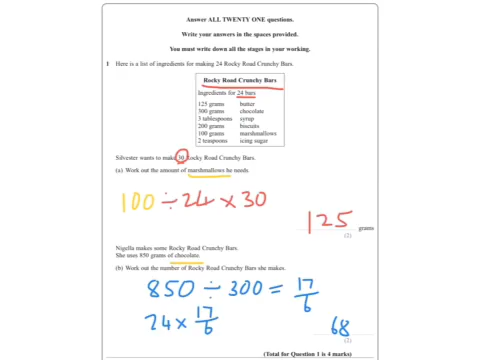 Answer ALL TWENTY ONE questions.
Write your answers in the spaces provided.
You must write down all the stages in your working.
1 Here is a list of ingredients for making 24 Rocky Road Crunchy Bars.
Rocky Road Crunchy Bars
Ingredients for 24 bars
125 grams butter
300 grams chocolate
3 tablespoons syrup
200 grams biscuits
100 grams marshmallows
2 teaspoons icing sugar
Silvester wants to make 30 Rocky Road Crunchy Bars.
(a) Work out the amount of marshmallows he needs.
100 ÷ 24 × 30
125 grams
(2)
Nigella makes some Rocky Road Crunchy Bars.
She uses 850 grams of chocolate.
(b) Work out the number of Rocky Road Crunchy Bars she makes.
850 ÷ 300 = 17/6
24 × 17/6
68
(2)
(Total for Question 1 is 4 marks)